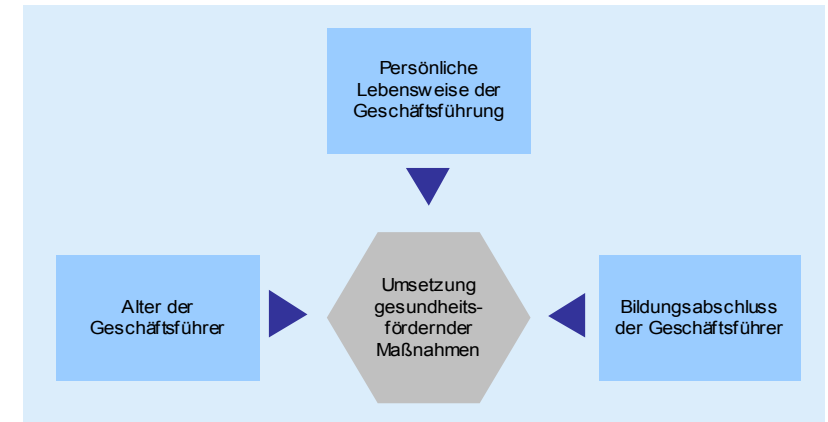 Persönliche
Lebensweise der
Geschäftsführung
Alter der
Geschäftsführer
Umsetzung
gesundheits-
fördernder
Maßnahmen
Bildungsabschluss
der Geschäftsführer